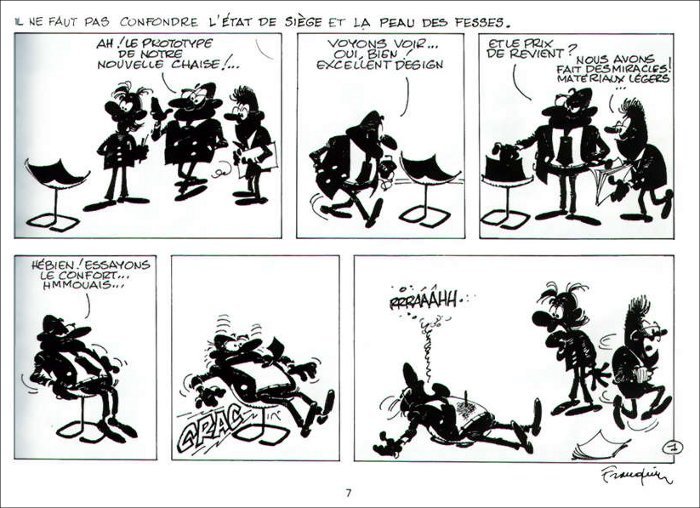 IL NE FAUT PAS CONFONDRE L'ÉTAT DE SIÈGE ET LA PEAU DES FESSES.
AH! LE PROTOTYPE
DE NOTRE
NOUVELLE CHAISE!...
VOYONS VOIR...
OUI, BIEN!
EXCELLENT DESIGN
ET LE PRIX
DE REVIENT?
NOUS AVONS
FAIT DES MIRACLES!
MATÉRIAUX LÉGERS
...
HÉBIEN! ESSAYONS
LE CONFORT...
HMMOUAIS...
CRAC
RRRAAAHH...
7
Franquin
7